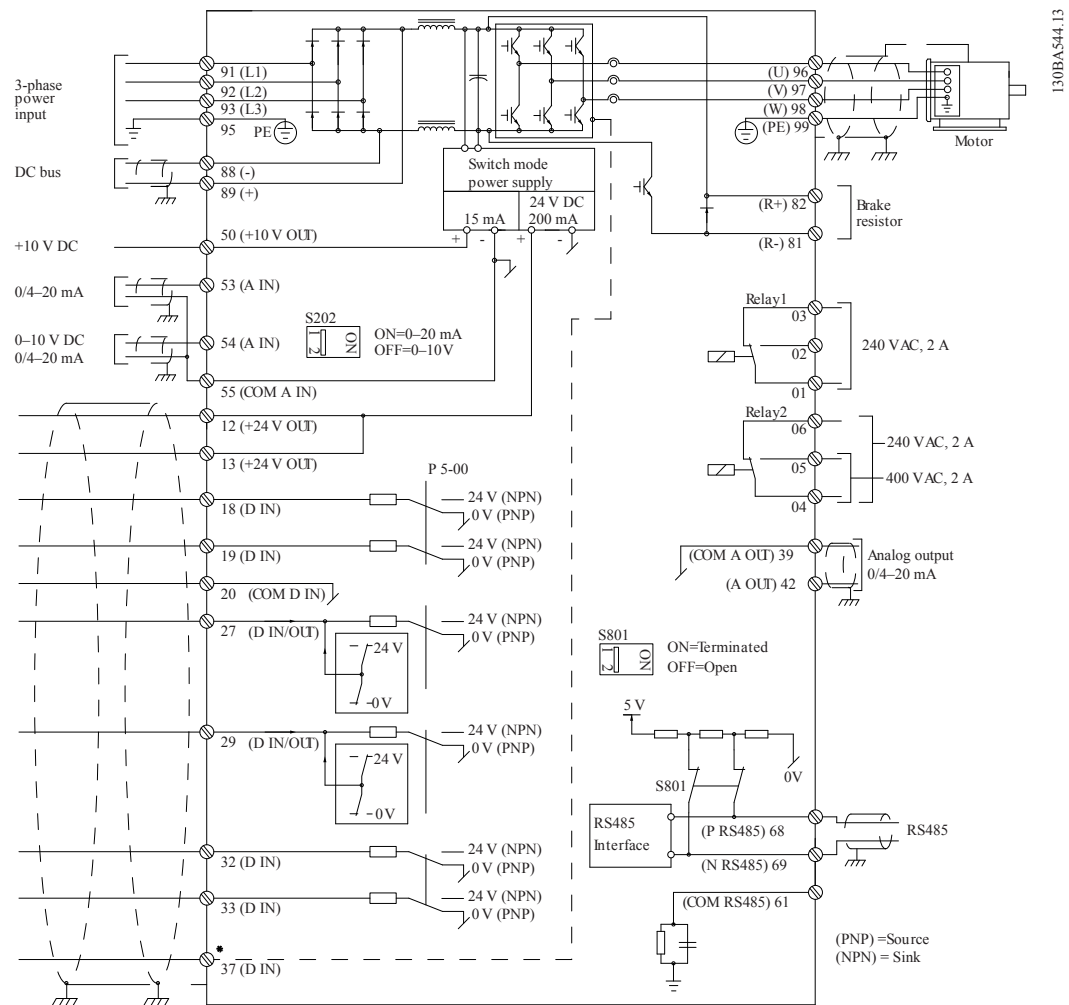 130BA544.13
3-phase
power
input
91 (L1)
92 (L2)
93 (L3)
95
PE
DC bus
88 (-)
89 (+)
+10 V DC
50 (+10 V OUT)
0/4–20 mA
53 (A IN)
0–10 V DC
0/4–20 mA
54 (A IN)
55 (COM A IN)
12 (+24 V OUT)
13 (+24 V OUT)
18 (D IN)
19 (D IN)
20 (COM D IN)
27 (D IN/OUT)
29 (D IN/OUT)
32 (D IN)
33 (D IN)
*
37 (D IN)
Switch mode
power supply
15 mA
24 V DC
200 mA
+ - + -
S202
1 2
ON
ON=0–20 mA
OFF=0–10V
P 5-00
24 V (NPN)
0 V (PNP)
24 V (NPN)
0 V (PNP)
24 V (NPN)
0 V (PNP)
24 V
0 V
24 V (NPN)
0 V (PNP)
24 V
0 V
24 V (NPN)
0 V (PNP)
24 V (NPN)
0 V (PNP)
(U) 96
(V) 97
(W) 98
(PE) 99
Motor
(R+) 82
(R-) 81
Brake
resistor
Relay1
03
02
01
240 VAC, 2 A
Relay2
06
05
04
240 VAC, 2 A
400 VAC, 2 A
(COM A OUT) 39
(A OUT) 42
Analog output
0/4–20 mA
S801
1 2
ON
ON=Terminated
OFF=Open
5 V
0V
S801
RS485
Interface
(P RS485) 68
(N RS485) 69
RS485
(COM RS485) 61
(PNP) =Source
(NPN) = Sink